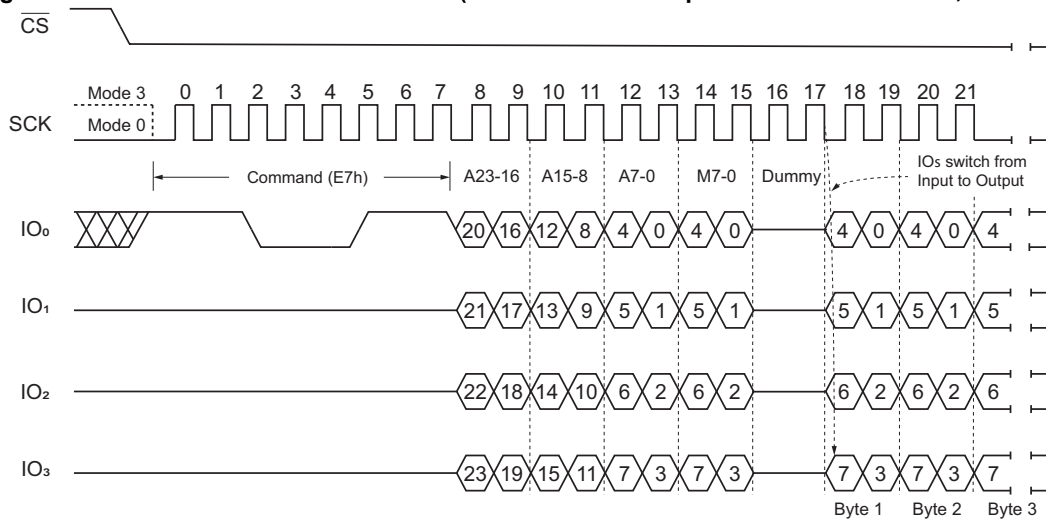 CS
Mode 3 0 1 2 3 4 5 6 7 8 9 10 11 12 13 14 15 16 17 18 19 20 21
SCK
Mode 0
Command (E7h) A23-16 A15-8 A7-0 M7-0 Dummy
IOs switch from
Input to Output
IO₀ 20 16 12 8 4 0 4 0 4 0 4 0 4
IO₁ 21 17 13 9 5 1 5 1 5 1 5 1 5
IO₂ 22 18 14 10 6 2 6 2 6 2 6 2 6
IO₃ 23 19 15 11 7 3 7 3 7 3 7 3 7
Byte 1 Byte 2 Byte 3